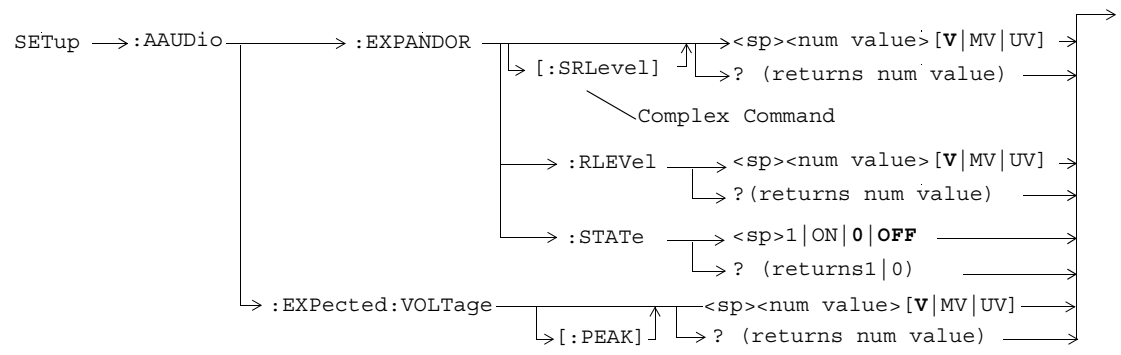 SETup :AAUDio :EXPANDOR <sp><num value>[V|MV|UV]
[:SRLevel] ? (returns num value)
Complex Command
:RLEVel <sp><num value>[V|MV|UV]
?(returns num value)
:STATe <sp>1|ON|0|OFF
? (returns1|0)
:EXPected:VOLTage <sp><num value>[V|MV|UV]
[:PEAK] ? (returns num value)